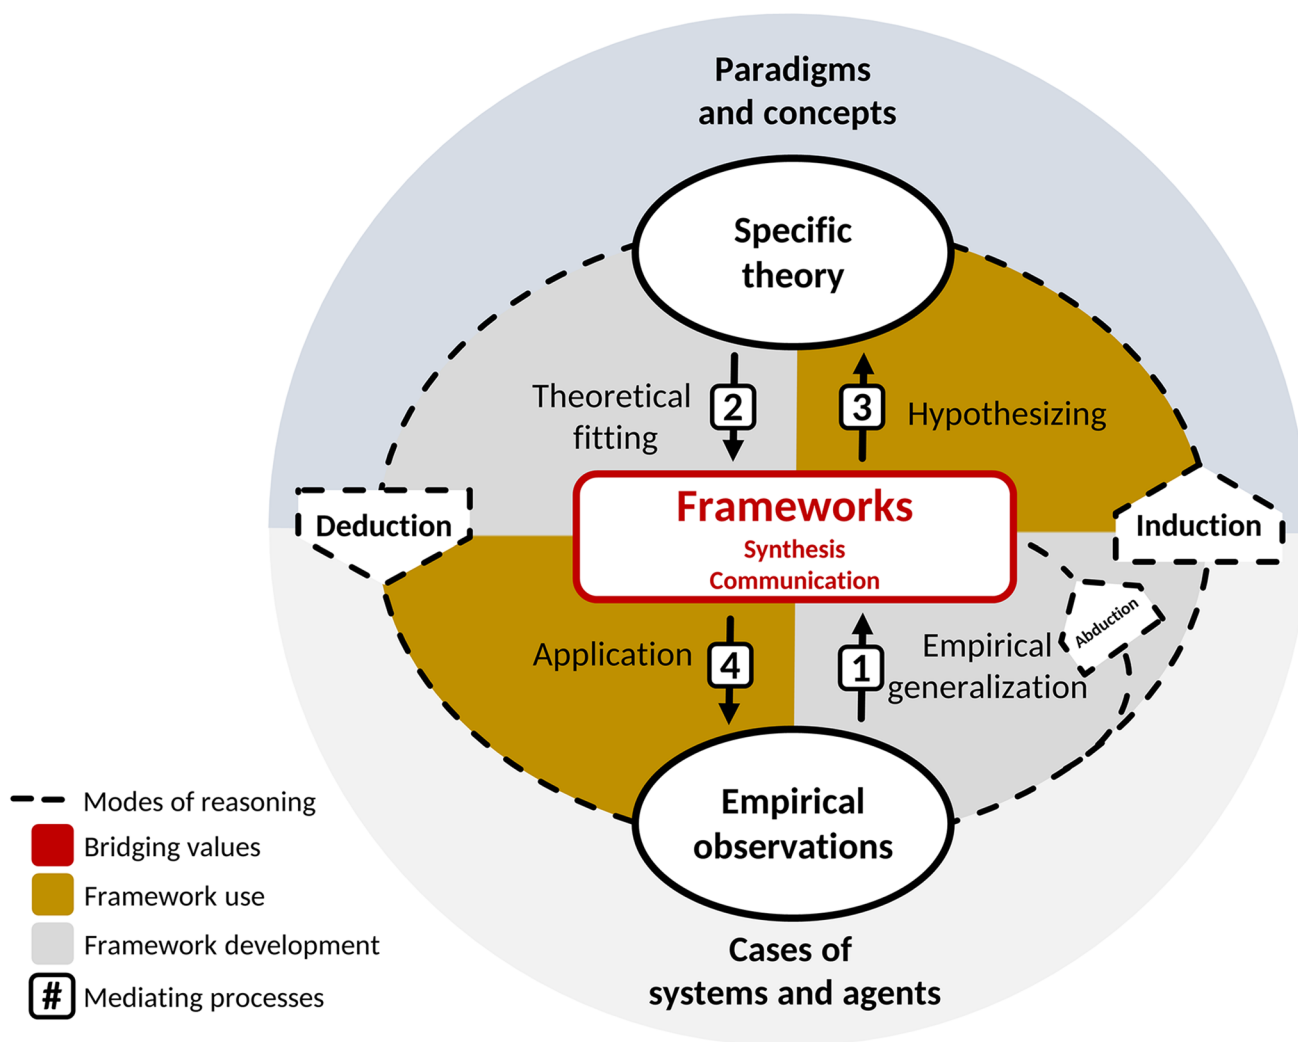 Paradigms
and concepts
Specific
theory
Theoretical
fitting
2
3
Hypothesizing
Frameworks
Synthesis
Communication
Deduction
Induction
Abduction
Application
4
1
Empirical
generalization
Empirical
observations
Cases of
systems and agents
Modes of reasoning
Bridging values
Framework use
Framework development
# Mediating processes